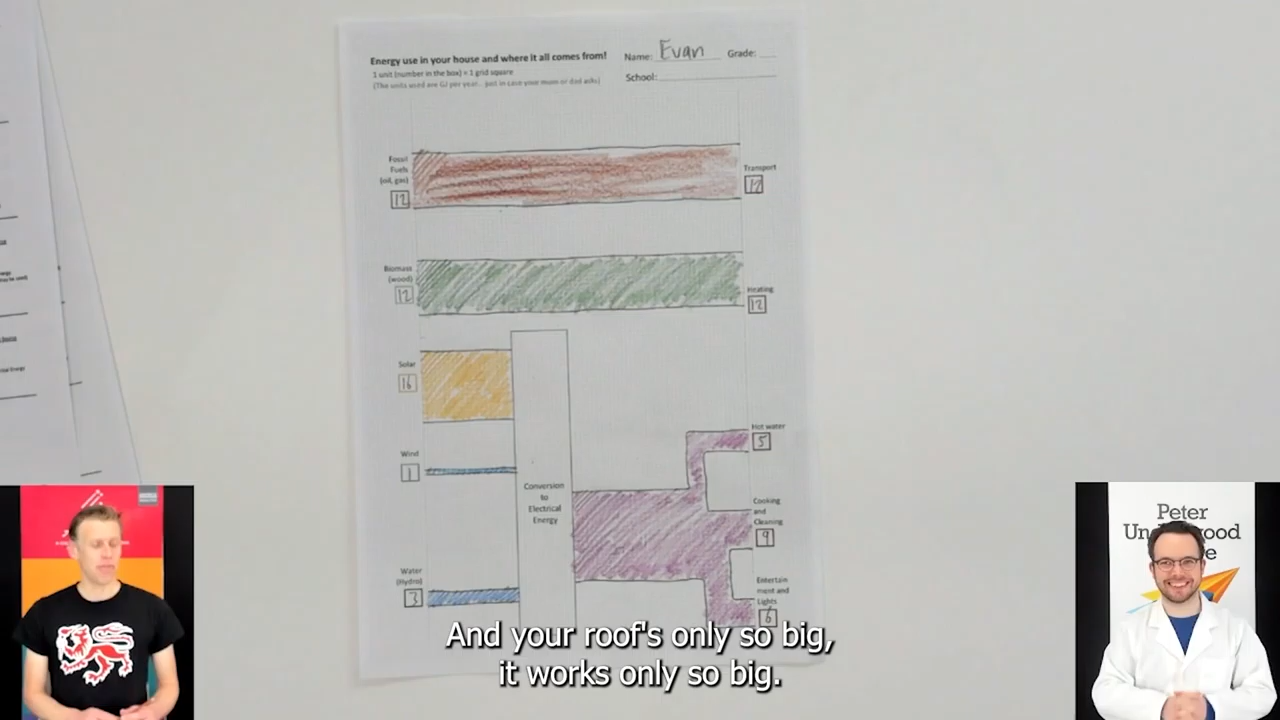 Energy use in your house and where it all comes from!
1 unit (number in the box) = 1 grid square
(The units used are GJ per year... just in case your mum or dad asks)
Name: Evan Grade:
School:
Fossil
Fuels
(oil, gas)
12
Transport
12
Biomass
(wood)
12
Heating
12
Solar
16
Wind
1
Water
(Hydro)
3
Conversion
to
Electrical
Energy
Hot water
5
Cooking
and
Cleaning
9
Entertain
ment and
Lights
6
Peter
And your roof's only so big,
it works only so big.